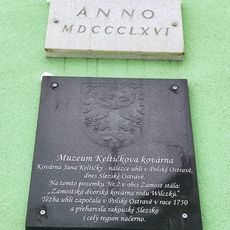 ANNO
MDCCCLXVI
Muzeum Keltičkova kovárna
Kovárna Jana Keltičky - nálezce uhlí v Polské Ostravě,
dnes Slezské Ostravě.
Na tomto pozemku Nr.2 v obci Zamost stála:
"Zámostská dvorská kovárna rodu Wilczků."
Těžba uhlí započala v Polské Ostravě v roce 1750
a přebarvila rakouské Slezsko
i celý region načerno.